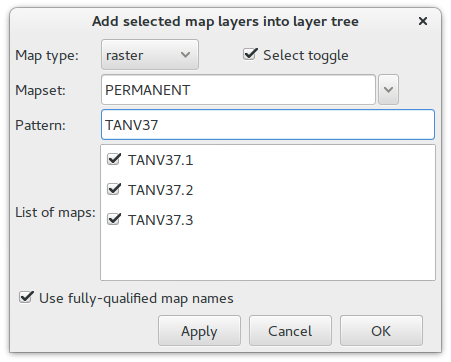 Add selected map layers into layer tree
Map type: raster Select toggle
Mapset: PERMANENT
Pattern: TANV37
TANV37.1
TANV37.2
List of maps: TANV37.3
Use fully-qualified map names
Apply Cancel OK